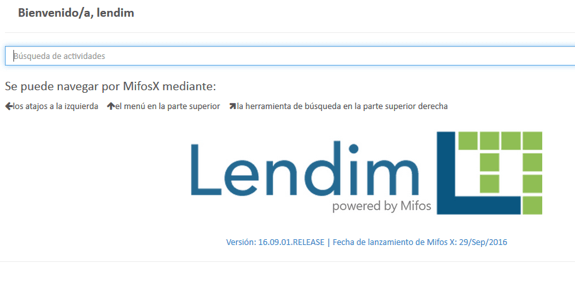 Bienvenido/a, lendim
Búsqueda de actividades
Se puede navegar por MifosX mediante:
los atajos a la izquierda el menú en la parte superior la herramienta de búsqueda en la parte superior derecha
Lendim
powered by Mifos
Versión: 16.09.01.RELEASE | Fecha de lanzamiento de Mifos X: 29/Sep/2016